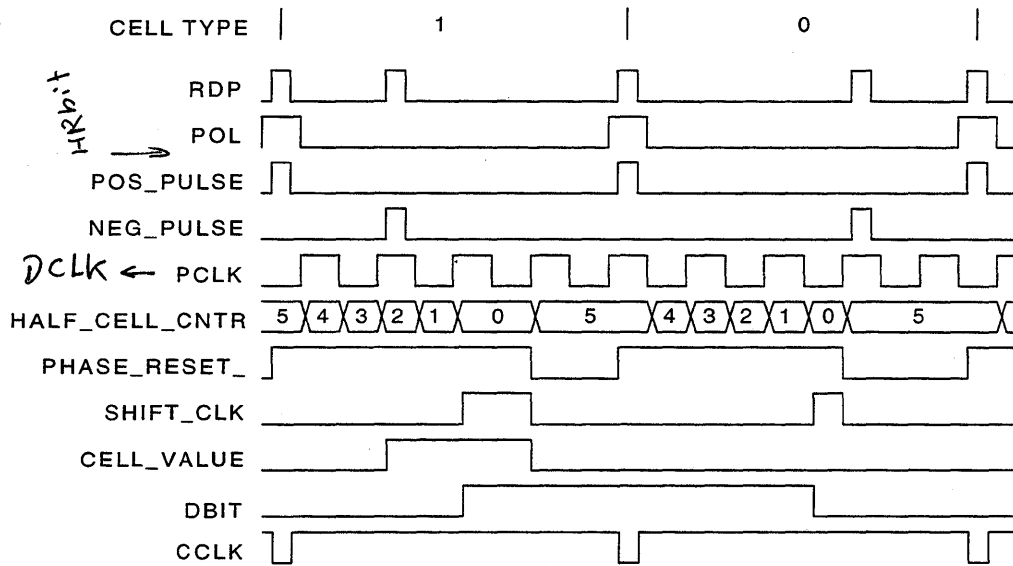 CELL TYPE 1 0
RDP
HRbit
POL
POS_PULSE
NEG_PULSE
DCLK ← PCLK
HALF_CELL_CNTR 5 4 3 2 1 0 5 4 3 2 1 0 5
PHASE_RESET_
SHIFT_CLK
CELL_VALUE
DBIT
CCLK